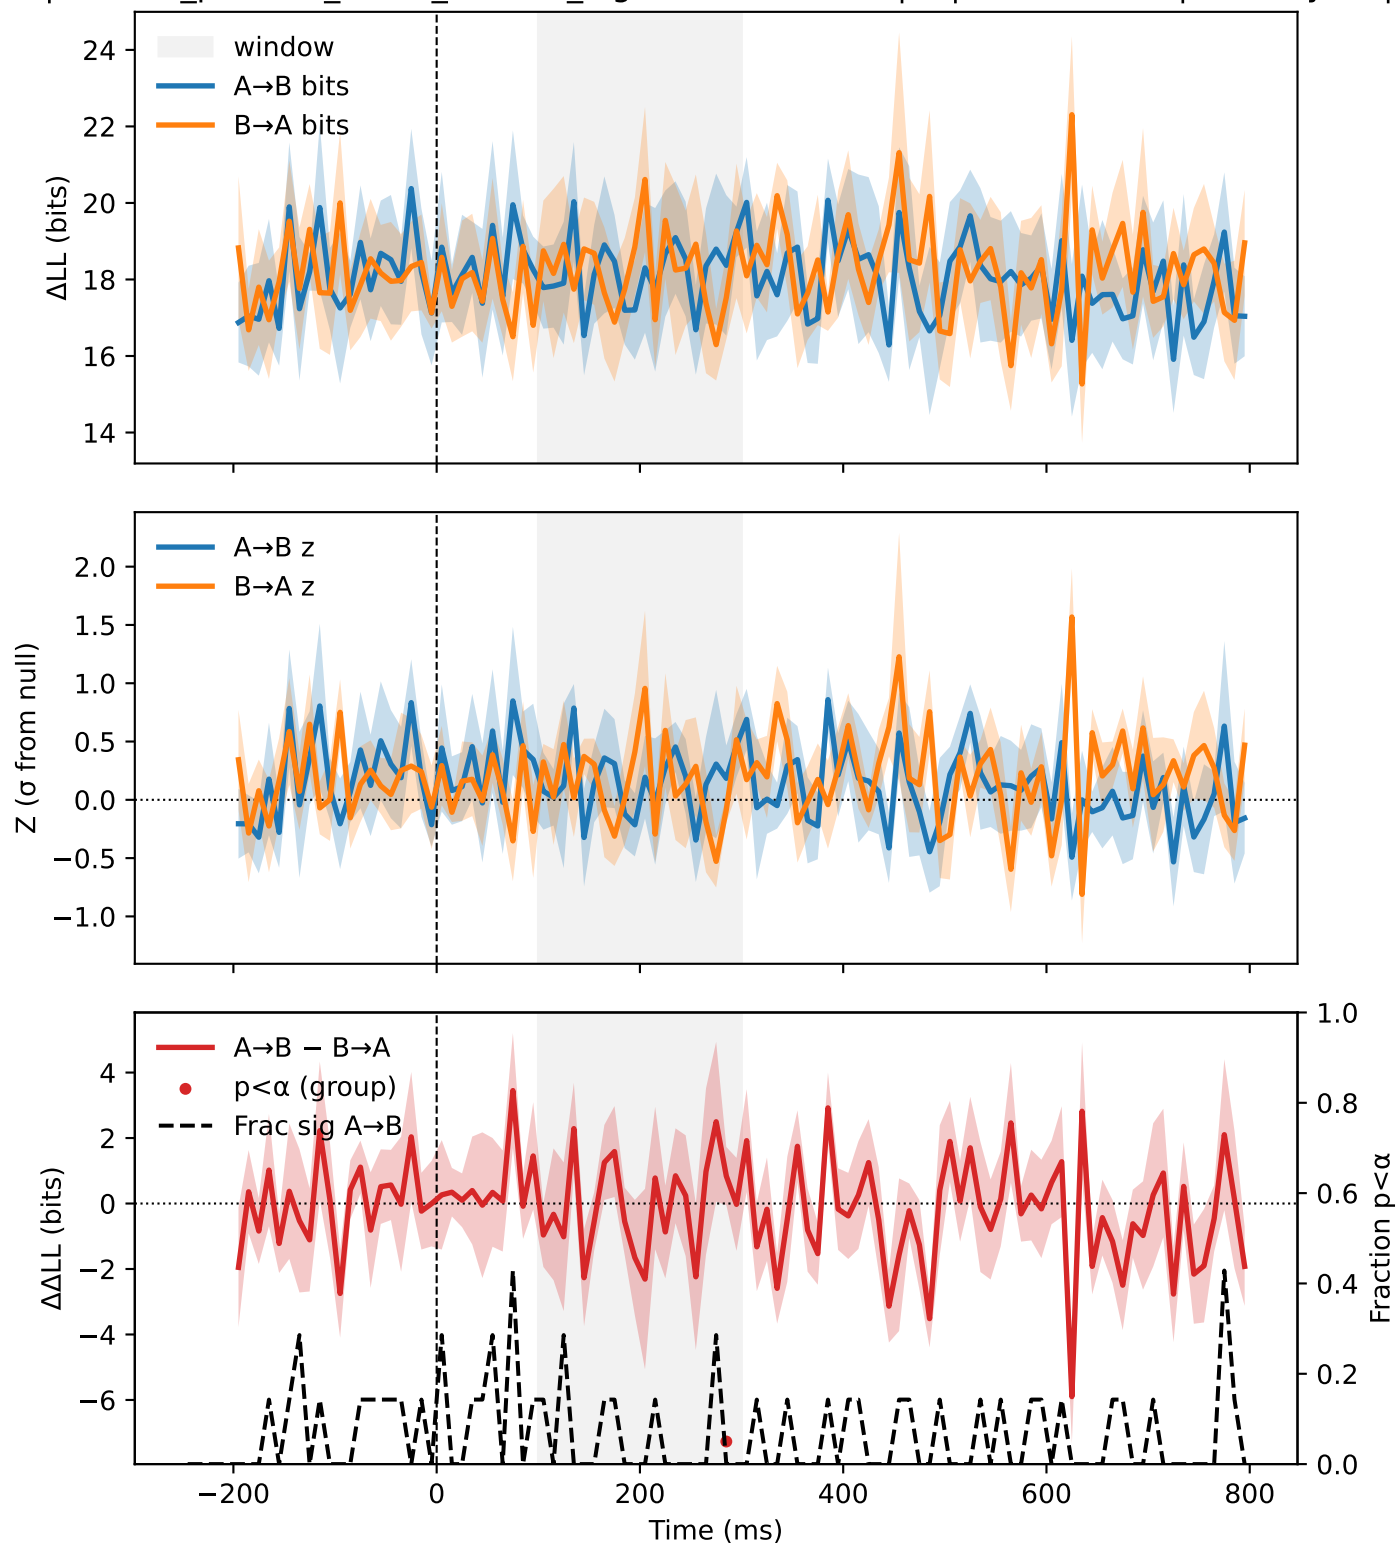 24
22
20
18
16
14
ΔLL (bits)
window
A→B bits
B→A bits
2.0
1.5
1.0
0.5
0.0
−0.5
−1.0
Z (σ from null)
A→B z
B→A z
4
2
0
−2
−4
−6
ΔΔLL (bits)
A→B − B→A
p<α (group)
Frac sig A→B
1.0
0.8
0.6
0.4
0.2
0.0
Fraction p<α
−200 0 200 400 600 800
Time (ms)